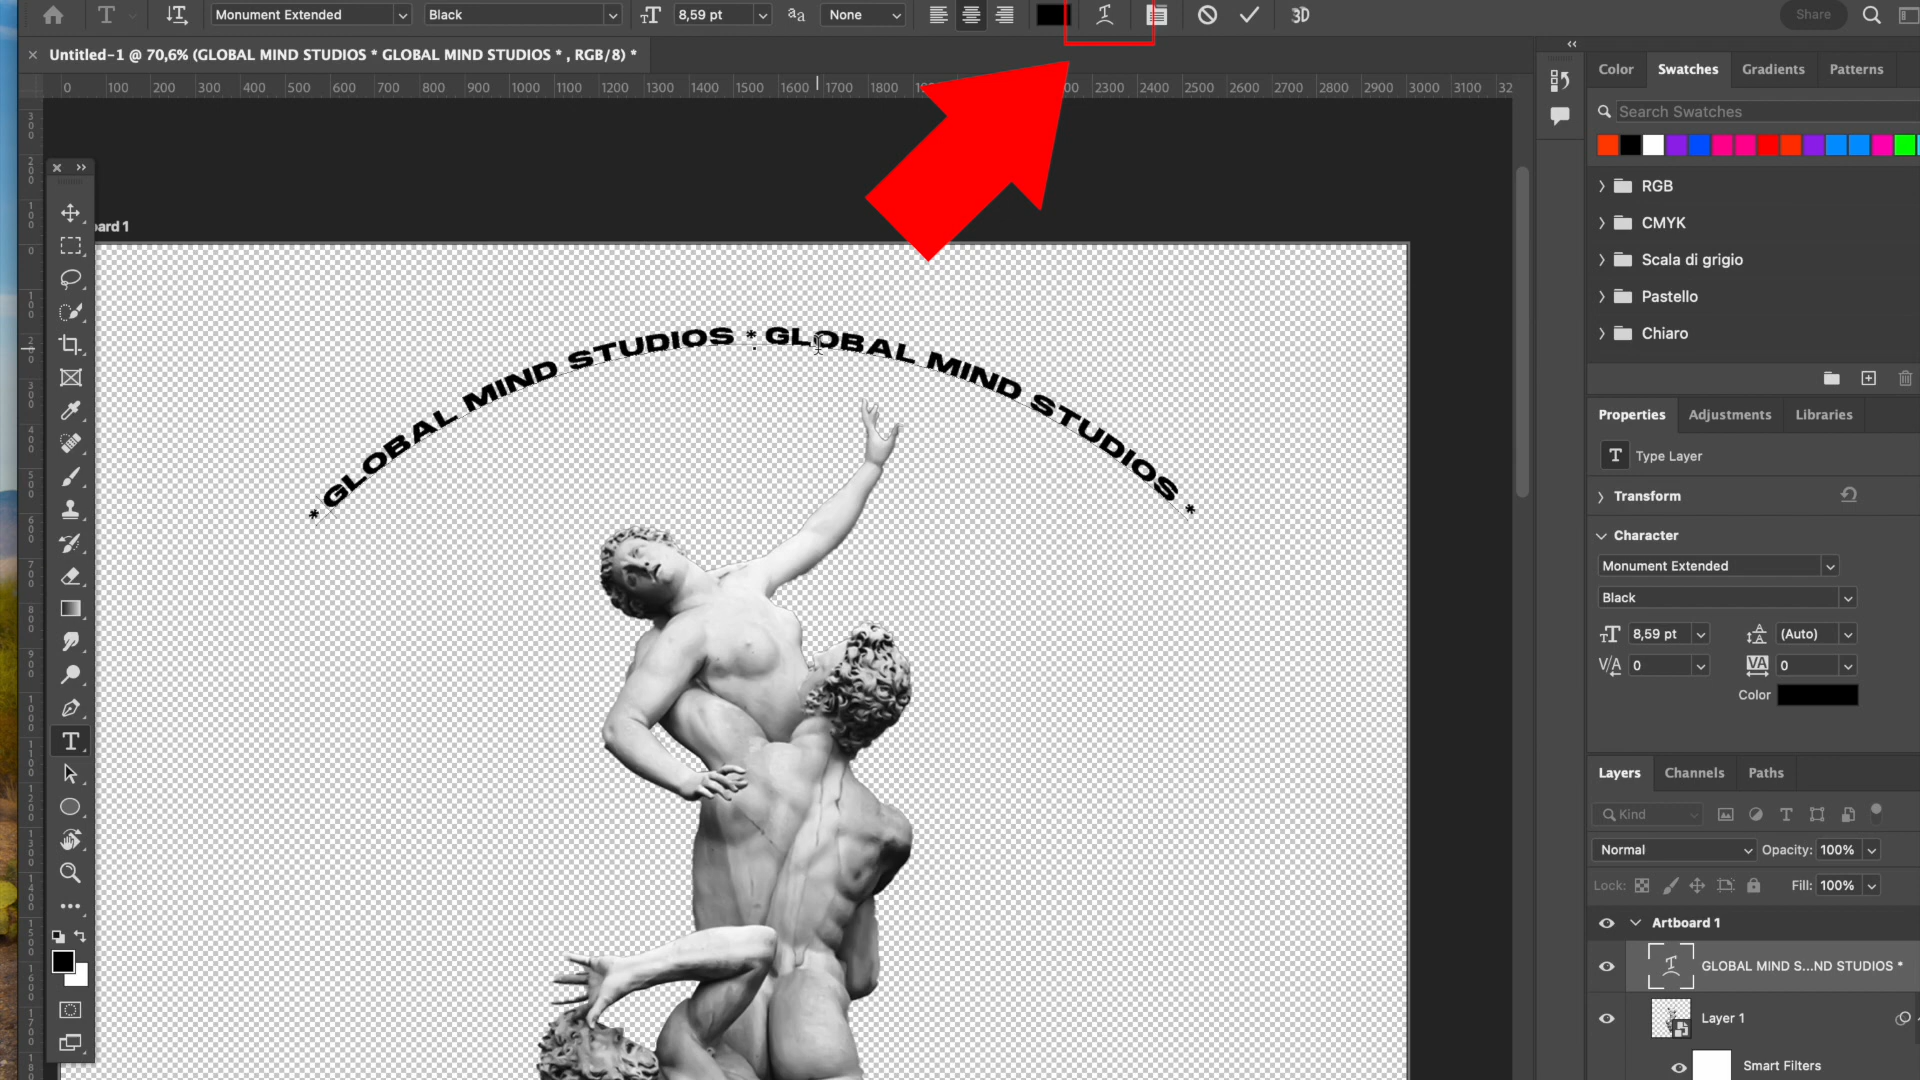 Monument Extended
Black
8,59 pt
aa
None
Share
3D
Untitled-1 @ 70,6% (GLOBAL MIND STUDIOS * GLOBAL MIND STUDIOS * , RGB/8) *
0 100 200 300 400 500 600 700 800 900 1000 1100 1200 1300 1400 1500 1600 1700 1800 2300 2400 2500 2600 2700 2800 2900 3000 3100 32
Color Swatches Gradients Patterns
Search Swatches
RGB
CMYK
Scala di grigio
Pastello
Chiaro
oard 1
* GLOBAL MIND STUDIOS * GLOBAL MIND STUDIOS *
Properties Adjustments Libraries
T Type Layer
Transform
Character
Monument Extended
Black
8,59 pt (Auto)
V/A 0 VA 0
Color
Layers Channels Paths
Kind
Normal Opacity: 100%
Lock: Fill: 100%
Artboard 1
GLOBAL MIND S...ND STUDIOS *
Layer 1
Smart Filters